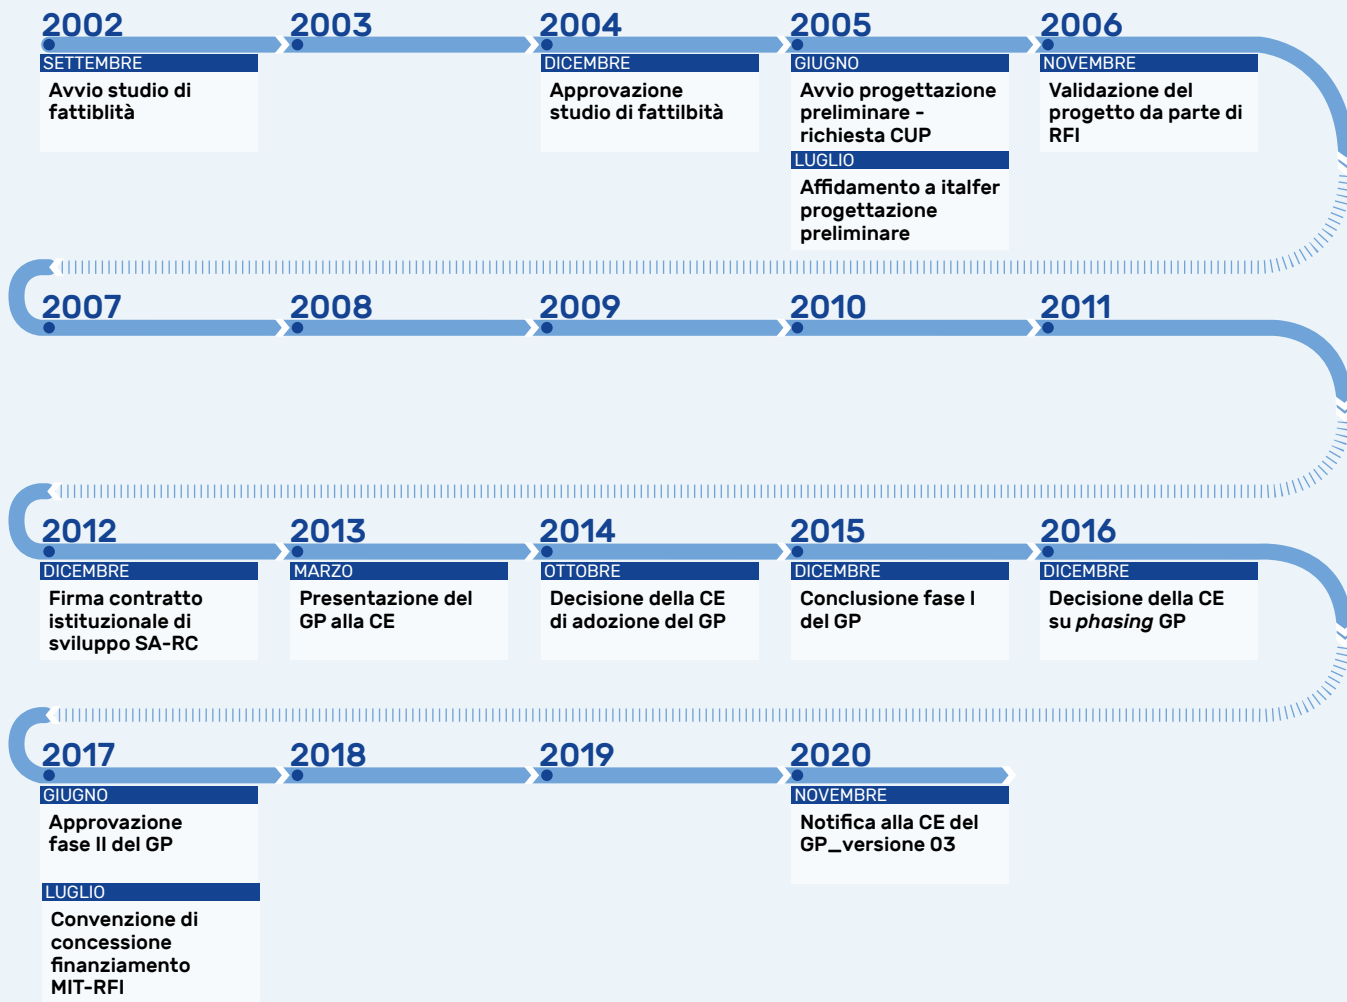 2002
SETTEMBRE
Avvio studio di
fattiblità
2003
2004
DICEMBRE
Approvazione
studio di fattilbità
2005
GIUGNO
Avvio progettazione
preliminare -
richiesta CUP
LUGLIO
Affidamento a italfer
progettazione
preliminare
2006
NOVEMBRE
Validazione del
progetto da parte di
RFI
2007
2008
2009
2010
2011
2012
DICEMBRE
Firma contratto
istituzionale di
sviluppo SA-RC
2013
MARZO
Presentazione del
GP alla CE
2014
OTTOBRE
Decisione della CE
di adozione del GP
2015
DICEMBRE
Conclusione fase I
del GP
2016
DICEMBRE
Decisione della CE
su phasing GP
2017
GIUGNO
Approvazione
fase II del GP
LUGLIO
Convenzione di
concessione
finanziamento
MIT-RFI
2018
2019
2020
NOVEMBRE
Notifica alla CE del
GP_versione 03